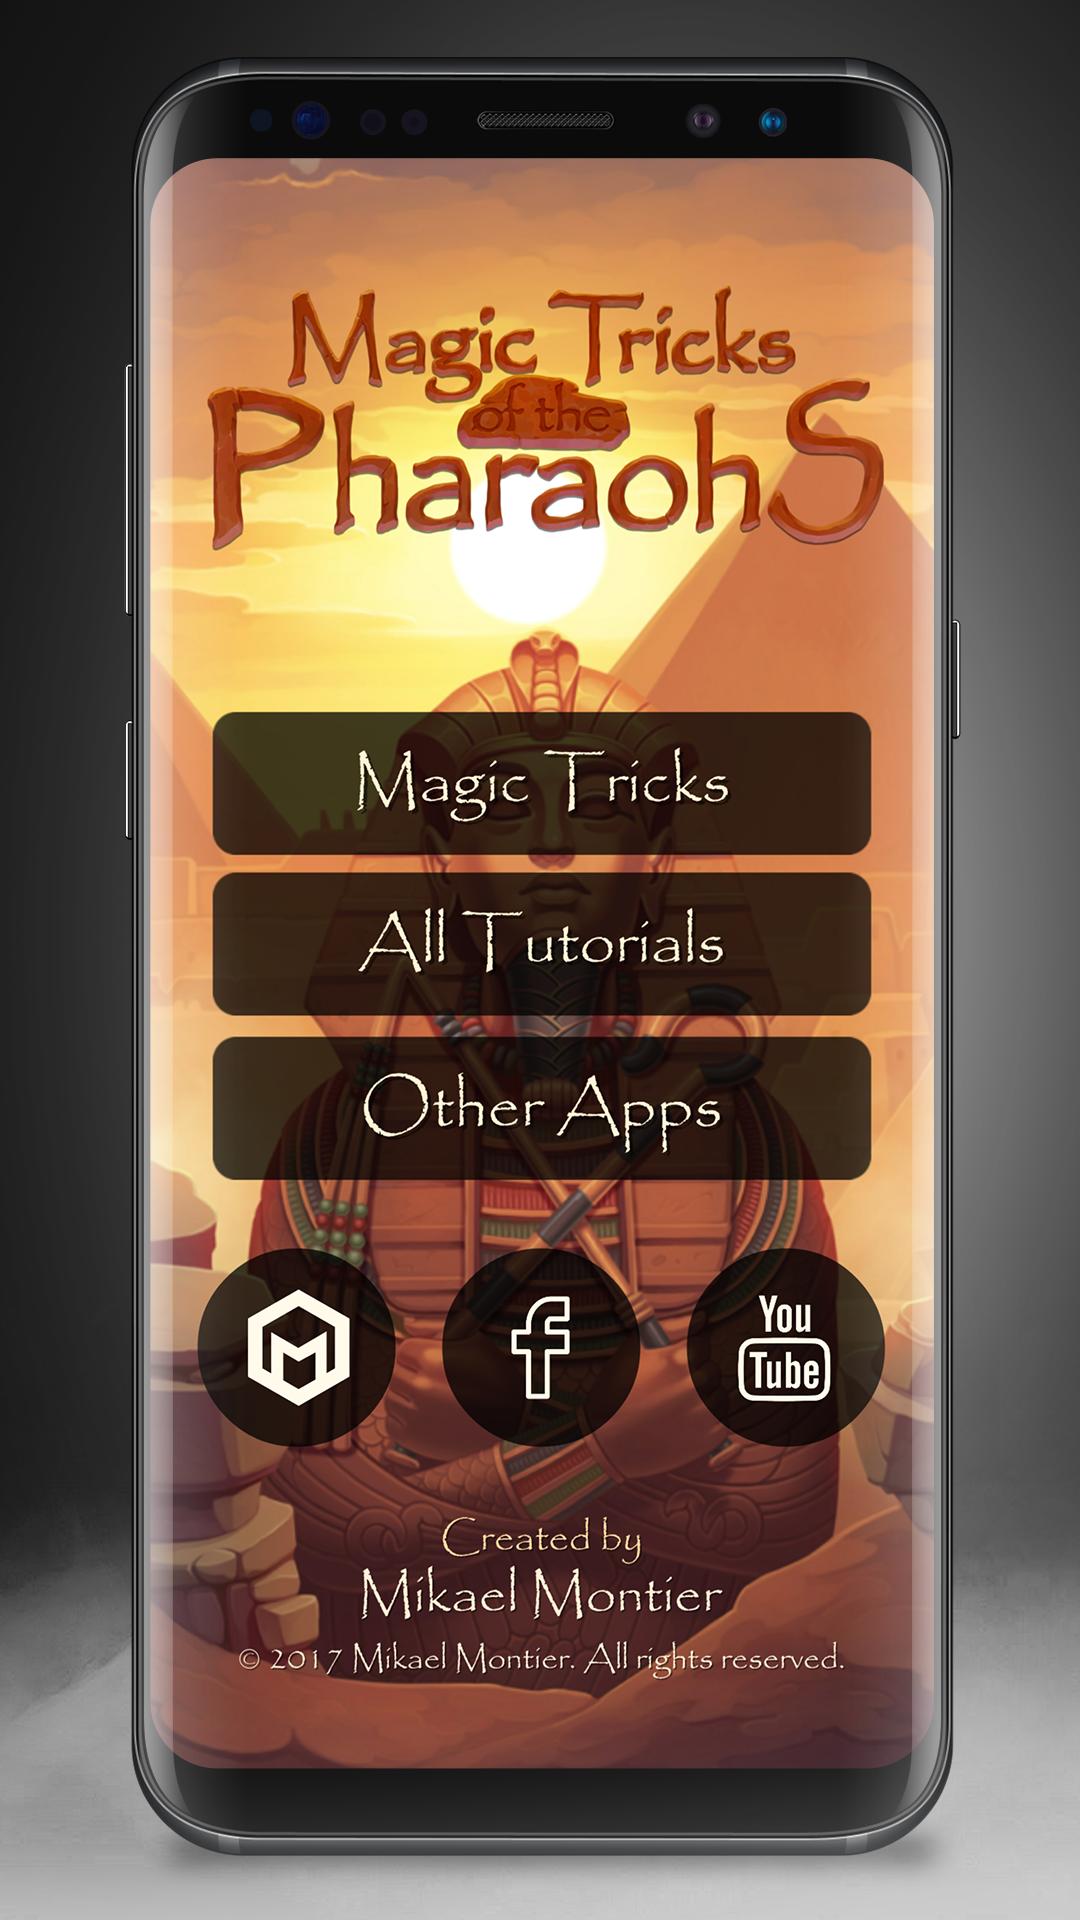 Magic Tricks
of the
PharaohS
Magic Tricks
All Tutorials
Other Apps
M
f
You
Tube
Created by
Mikael Montier
© 2017 Mikael Montier. All rights reserved.